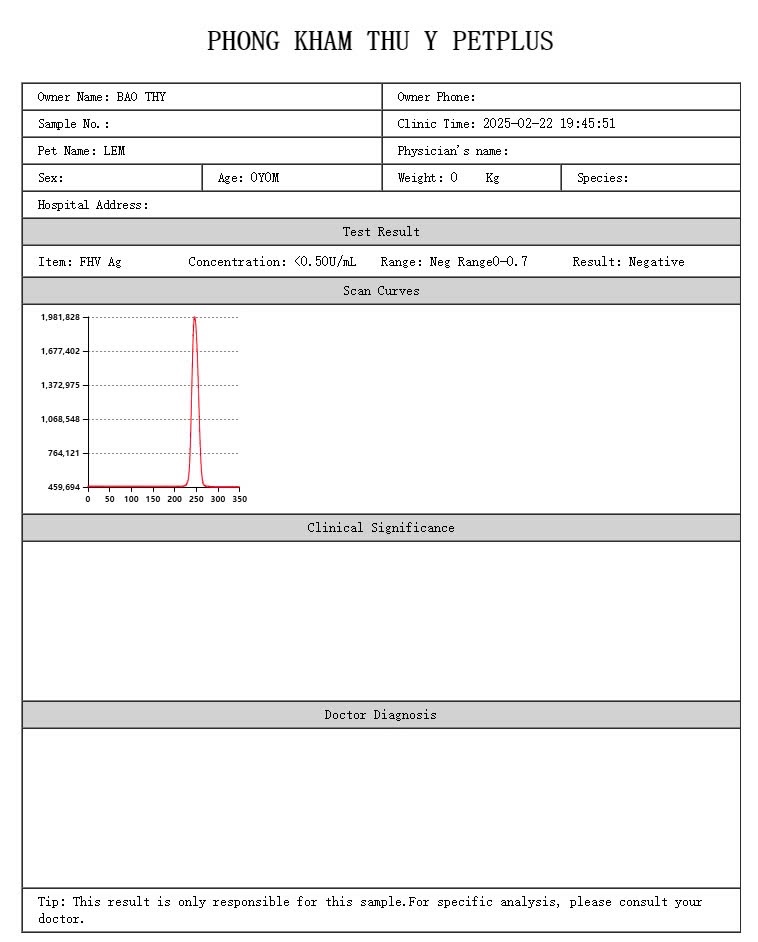 PHONG KHAM THU Y PETPLUS
Owner Name: BAO THY Owner Phone:
Sample No.: Clinic Time: 2025-02-22 19:45:51
Pet Name: LEM Physician's name:
Sex: Age: 0Y0M Weight: 0 Kg Species:
Hospital Address:
Test Result
Item: FHV Ag Concentration: <0.50U/mL Range: Neg Range0-0.7 Result: Negative
Scan Curves
1,981,828
1,677,402
1,372,975
1,068,548
764,121
459,694
0 50 100 150 200 250 300 350
Clinical Significance
Doctor Diagnosis
Tip: This result is only responsible for this sample.For specific analysis, please consult your
doctor.